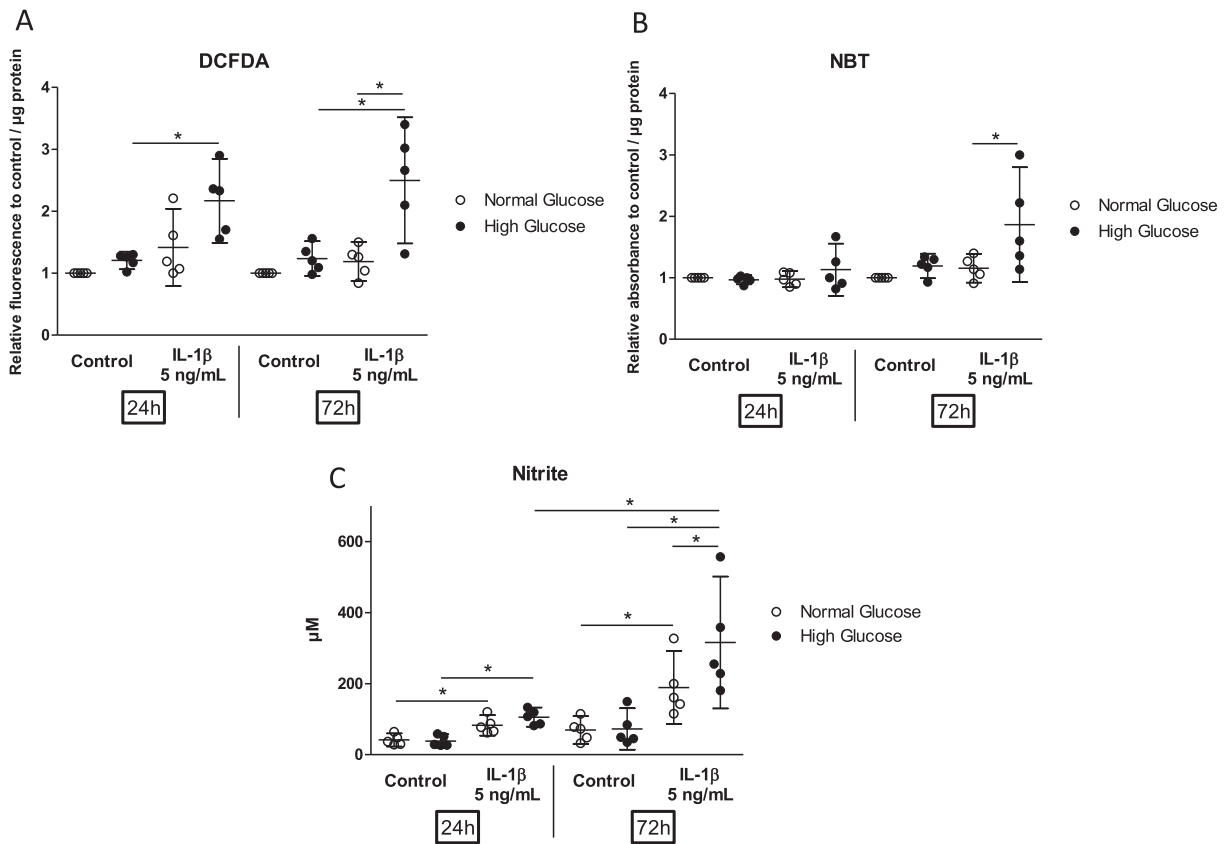 A
DCFDA
Relative fluorescence to control / µg protein
4
3
2
1
0
*
*
*
Normal Glucose
High Glucose
Control
IL-1β
5 ng/mL
Control
IL-1β
5 ng/mL
24h
72h
B
NBT
Relative absorbance to control / µg protein
4
3
2
1
0
*
Normal Glucose
High Glucose
Control
IL-1β
5 ng/mL
Control
IL-1β
5 ng/mL
24h
72h
C
Nitrite
µM
600
400
200
0
*
*
*
*
*
*
Normal Glucose
High Glucose
Control
IL-1β
5 ng/mL
Control
IL-1β
5 ng/mL
24h
72h